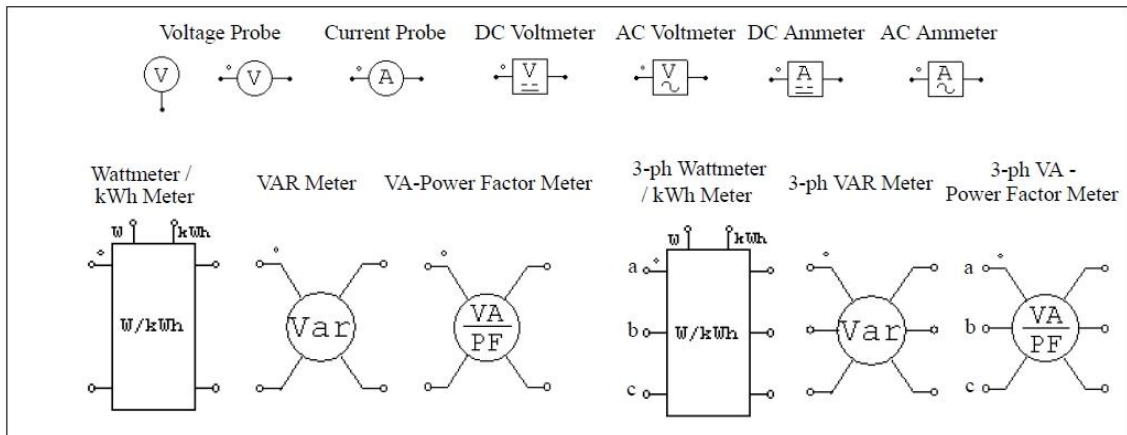 Voltage Probe Current Probe DC Voltmeter AC Voltmeter DC Ammeter AC Ammeter
V V A V V A A
Wattmeter /
kWh Meter
VAR Meter
VA-Power Factor Meter
3-ph Wattmeter
/ kWh Meter
3-ph VAR Meter
3-ph VA -
Power Factor Meter
W kWh
W/kWh
Var
VA
PF
W kWh
a
b
c
W/kWh
Var
a
b
c
VA
PF